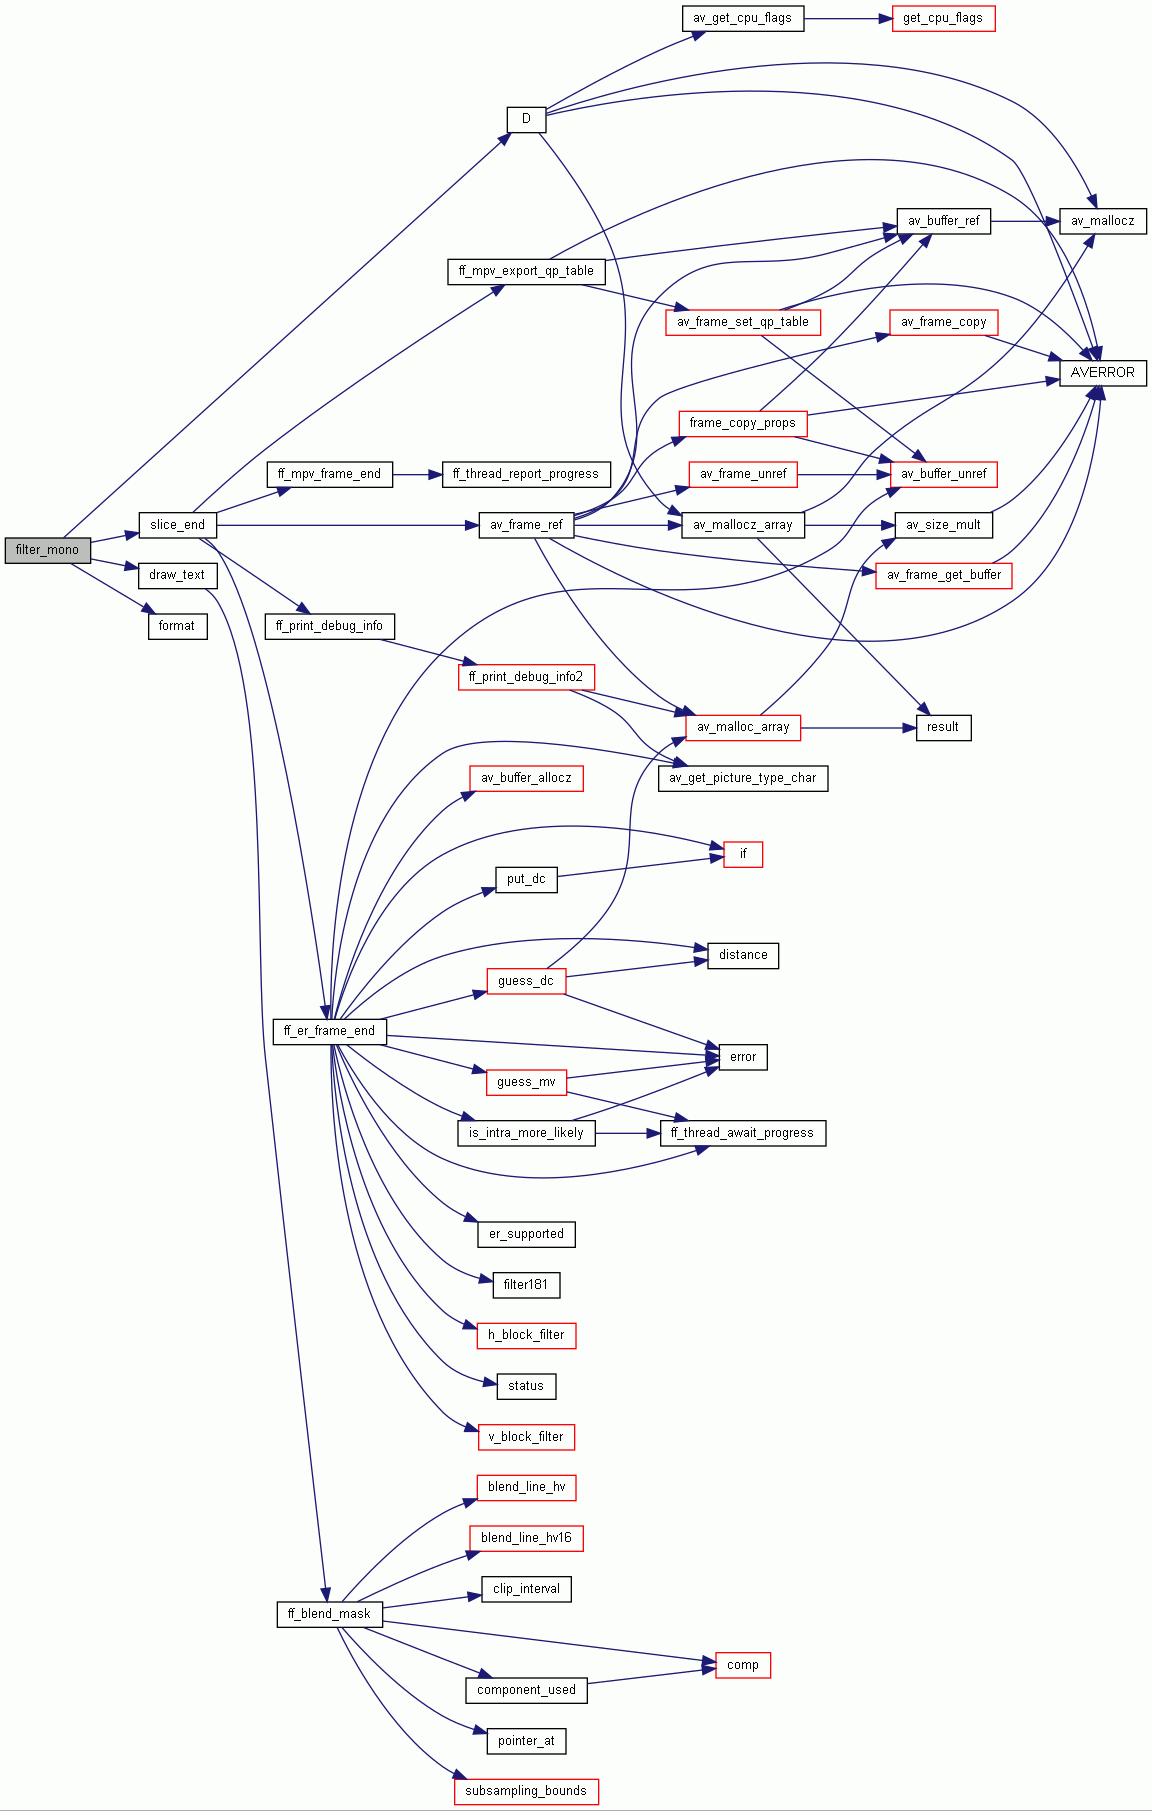 av_get_cpu_flags
get_cpu_flags
D
av_buffer_ref
av_mallocz
ff_mpv_export_qp_table
av_frame_set_qp_table
av_frame_copy
AVERROR
frame_copy_props
ff_mpv_frame_end
ff_thread_report_progress
av_frame_unref
av_buffer_unref
slice_end
av_frame_ref
av_mallocz_array
av_size_mult
filter_mono
draw_text
av_frame_get_buffer
format
ff_print_debug_info
ff_print_debug_info2
av_malloc_array
result
av_buffer_allocz
av_get_picture_type_char
if
put_dc
distance
guess_dc
ff_er_frame_end
error
guess_mv
is_intra_more_likely
ff_thread_await_progress
er_supported
filter181
h_block_filter
status
v_block_filter
blend_line_hv
blend_line_hv16
clip_interval
ff_blend_mask
comp
component_used
pointer_at
subsampling_bounds